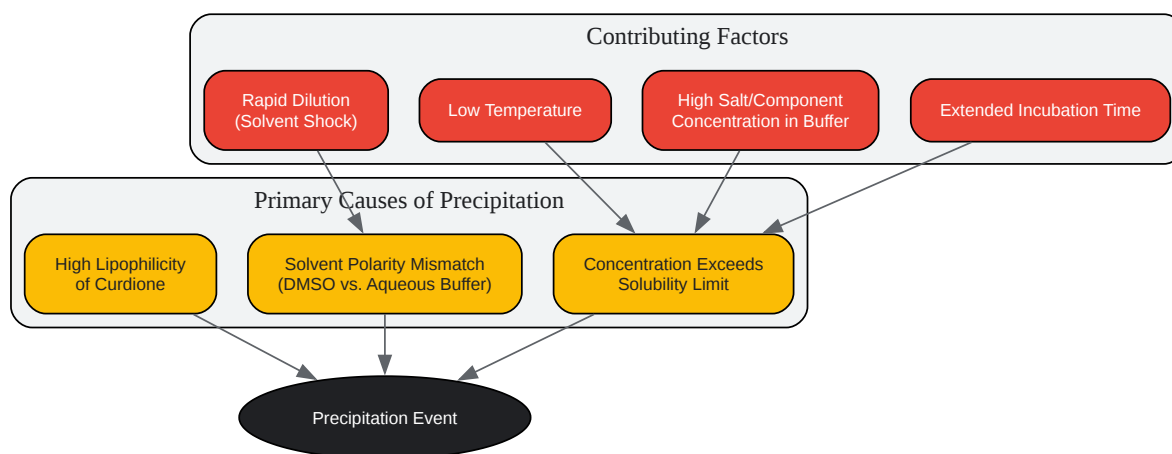 Contributing Factors
Rapid Dilution
(Solvent Shock)
Low Temperature
High Salt/Component
Concentration in Buffer
Extended Incubation Time
Primary Causes of Precipitation
High Lipophilicity
of Curdione
Solvent Polarity Mismatch
(DMSO vs. Aqueous Buffer)
Concentration Exceeds
Solubility Limit
Precipitation Event